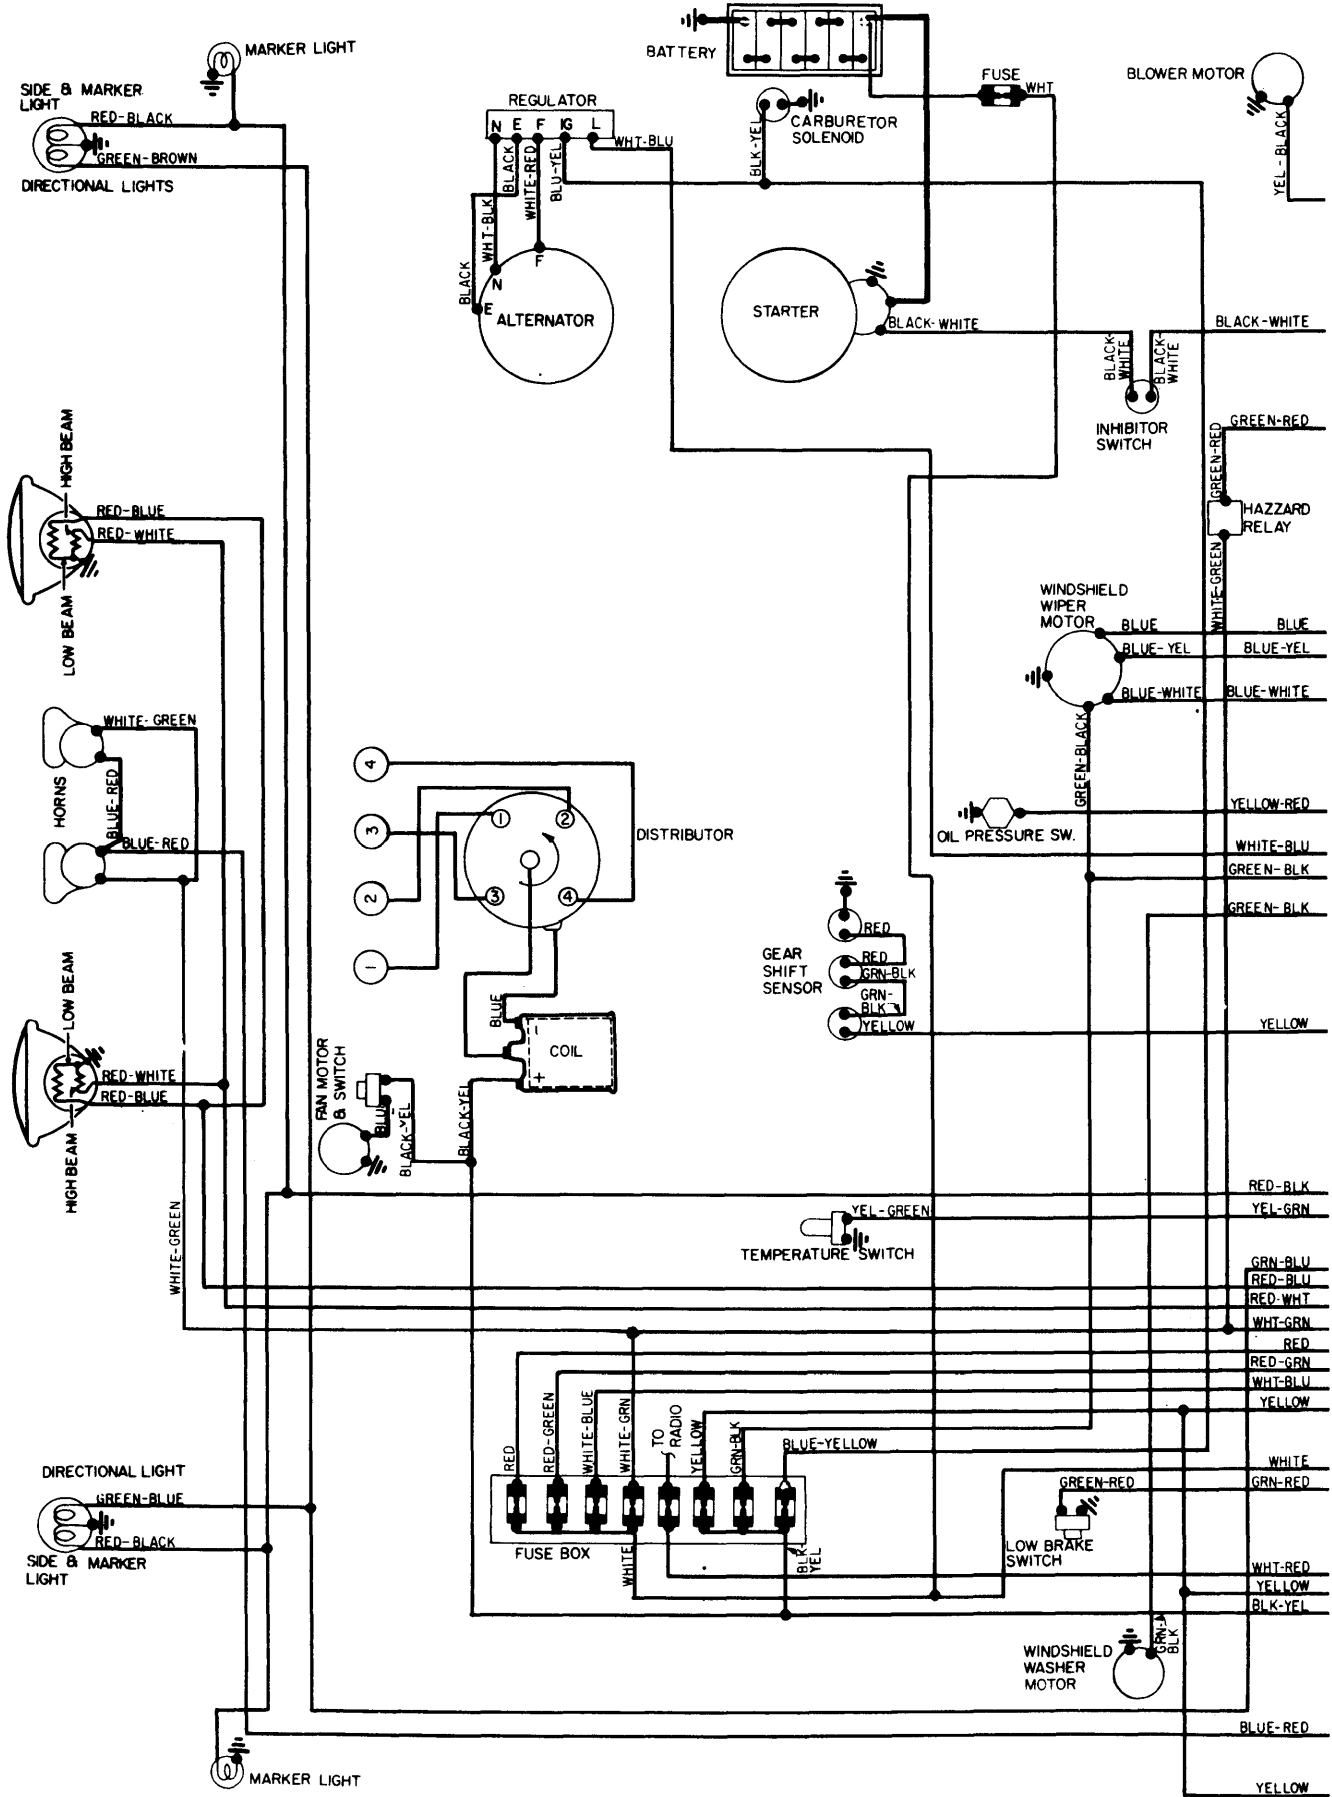 MARKER LIGHT
SIDE & MARKER
LIGHT
RED-BLACK
GREEN-BROWN
DIRECTIONAL LIGHTS
BATTERY
FUSE
WHT
BLOWER MOTOR
YEL-BLACK
REGULATOR
N E F IG L
WHT-BLU
BLACK
WHITE-RED
BLU-YEL
WHT-BLK
BLACK
CARBURETOR
SOLENOID
BLK-YEL
F
N
E
ALTERNATOR
STARTER
BLACK-WHITE
BLACK-WHITE
BLACK-
WHITE
BLACK-
WHITE
INHIBITOR
SWITCH
GREEN-RED
GREEN-RED
HAZZARD
RELAY
WHITE-GREEN
HIGH BEAM
RED-BLUE
RED-WHITE
LOW BEAM
WINDSHIELD
WIPER
MOTOR
BLUE
BLUE
BLUE-YEL
BLUE-YEL
BLUE-WHITE
BLUE-WHITE
GREEN-BLACK
WHITE-GREEN
HORNS
BLUE-RED
BLUE-RED
4
3
2
1
1
2
3
4
DISTRIBUTOR
YELLOW-RED
OIL PRESSURE SW.
WHITE-BLU
GREEN-BLK
GREEN-BLK
GEAR
SHIFT
SENSOR
RED
RED
GRN-BLK
GRN-
BLK
YELLOW
YELLOW
LOW BEAM
RED-WHITE
RED-BLUE
HIGH BEAM
BLUE
-
COIL
+
FAN MOTOR
& SWITCH
BLUE
BLACK-YEL
BLACK-YEL
WHITE-GREEN
RED-BLK
YEL-GREEN
YEL-GRN
TEMPERATURE SWITCH
GRN-BLU
RED-BLU
RED-WHT
WHT-GRN
RED
RED-GRN
WHT-BLU
YELLOW
RED
RED-GREEN
WHITE-BLUE
WHITE-GRN
TO
RADIO
YELLOW
GRN-BLK
BLUE-YELLOW
WHITE
GRN-RED
GREEN-RED
DIRECTIONAL LIGHT
GREEN-BLUE
RED-BLACK
SIDE & MARKER
LIGHT
FUSE BOX
WHITE
BLK-
YEL
LOW BRAKE
SWITCH
WHT-RED
YELLOW
BLK-YEL
WINDSHIELD
WASHER
MOTOR
GRN-
BLK
BLUE-RED
MARKER LIGHT
YELLOW